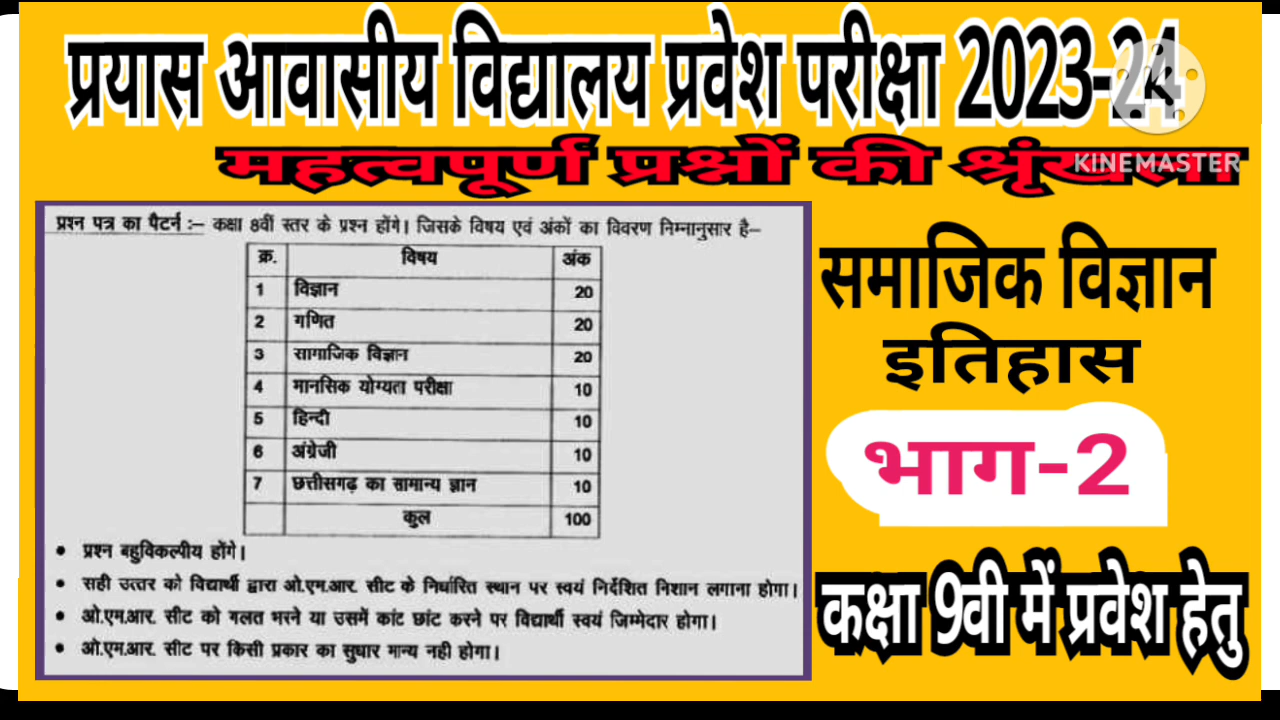 प्रयास आवासीय विद्यालय प्रवेश परीक्षा 2023-24
महत्वपूर्ण प्रश्नों की श्रृंखला
KINEMASTER
प्रश्न पत्र का पैटर्न :– कक्षा 8वीं स्तर के प्रश्न होंगे। जिसके विषय एवं अंकों का विवरण निम्नानुसार है–
क्र. विषय अंक
1 विज्ञान 20
2 गणित 20
3 सामाजिक विज्ञान 20
4 मानसिक योग्यता परीक्षा 10
5 हिन्दी 10
6 अंग्रेजी 10
7 छत्तीसगढ़ का सामान्य ज्ञान 10
कुल 100
• प्रश्न बहुविकल्पीय होंगे।
• सही उत्तर को विद्यार्थी द्वारा ओ.एम.आर. सीट के निर्धारित स्थान पर स्वयं निर्देशित निशान लगाना होगा।
• ओ.एम.आर. सीट को गलत भरने या उसमें कांट छांट करने पर विद्यार्थी स्वयं जिम्मेदार होगा।
• ओ.एम.आर. सीट पर किसी प्रकार का सुधार मान्य नही होगा।
समाजिक विज्ञान
इतिहास
भाग-2
कक्षा 9वी में प्रवेश हेतु